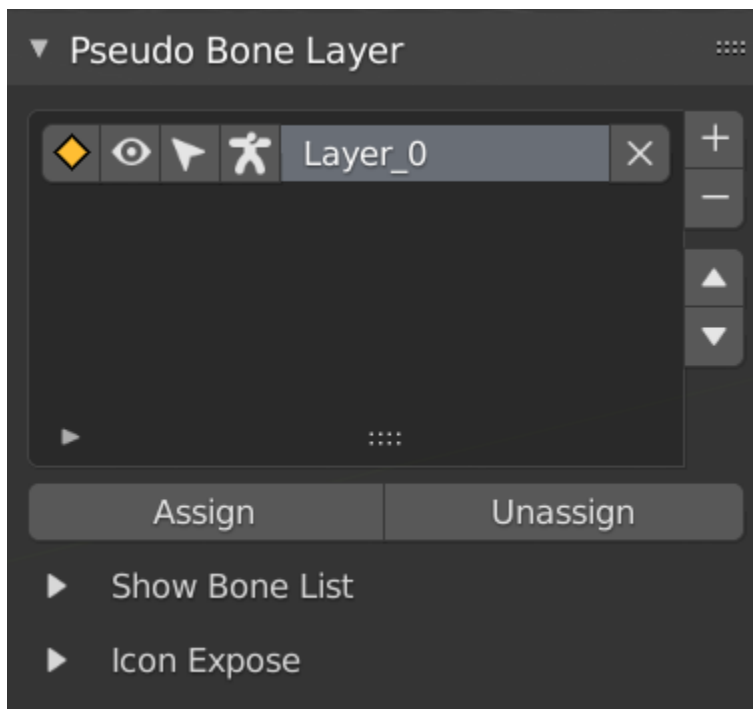 Pseudo Bone Layer
Layer_0
Assign Unassign
Show Bone List
Icon Expose